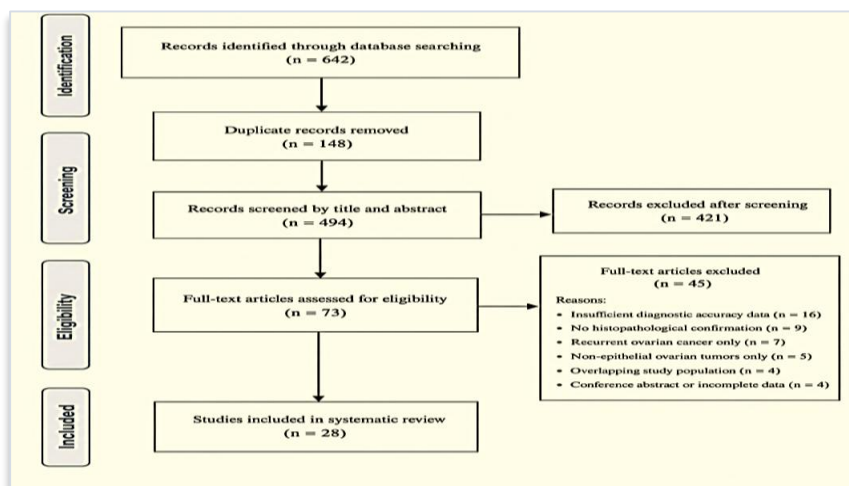 Identification
Records identified through database searching
(n = 642)
Duplicate records removed
(n = 148)
Screening
Records screened by title and abstract
(n = 494)
Records excluded after screening
(n = 421)
Eligibility
Full-text articles assessed for eligibility
(n = 73)
Full-text articles excluded
(n = 45)
Reasons:
• Insufficient diagnostic accuracy data (n = 16)
• No histopathological confirmation (n = 9)
• Recurrent ovarian cancer only (n = 7)
• Non-epithelial ovarian tumors only (n = 5)
• Overlapping study population (n = 4)
• Conference abstract or incomplete data (n = 4)
Included
Studies included in systematic review
(n = 28)